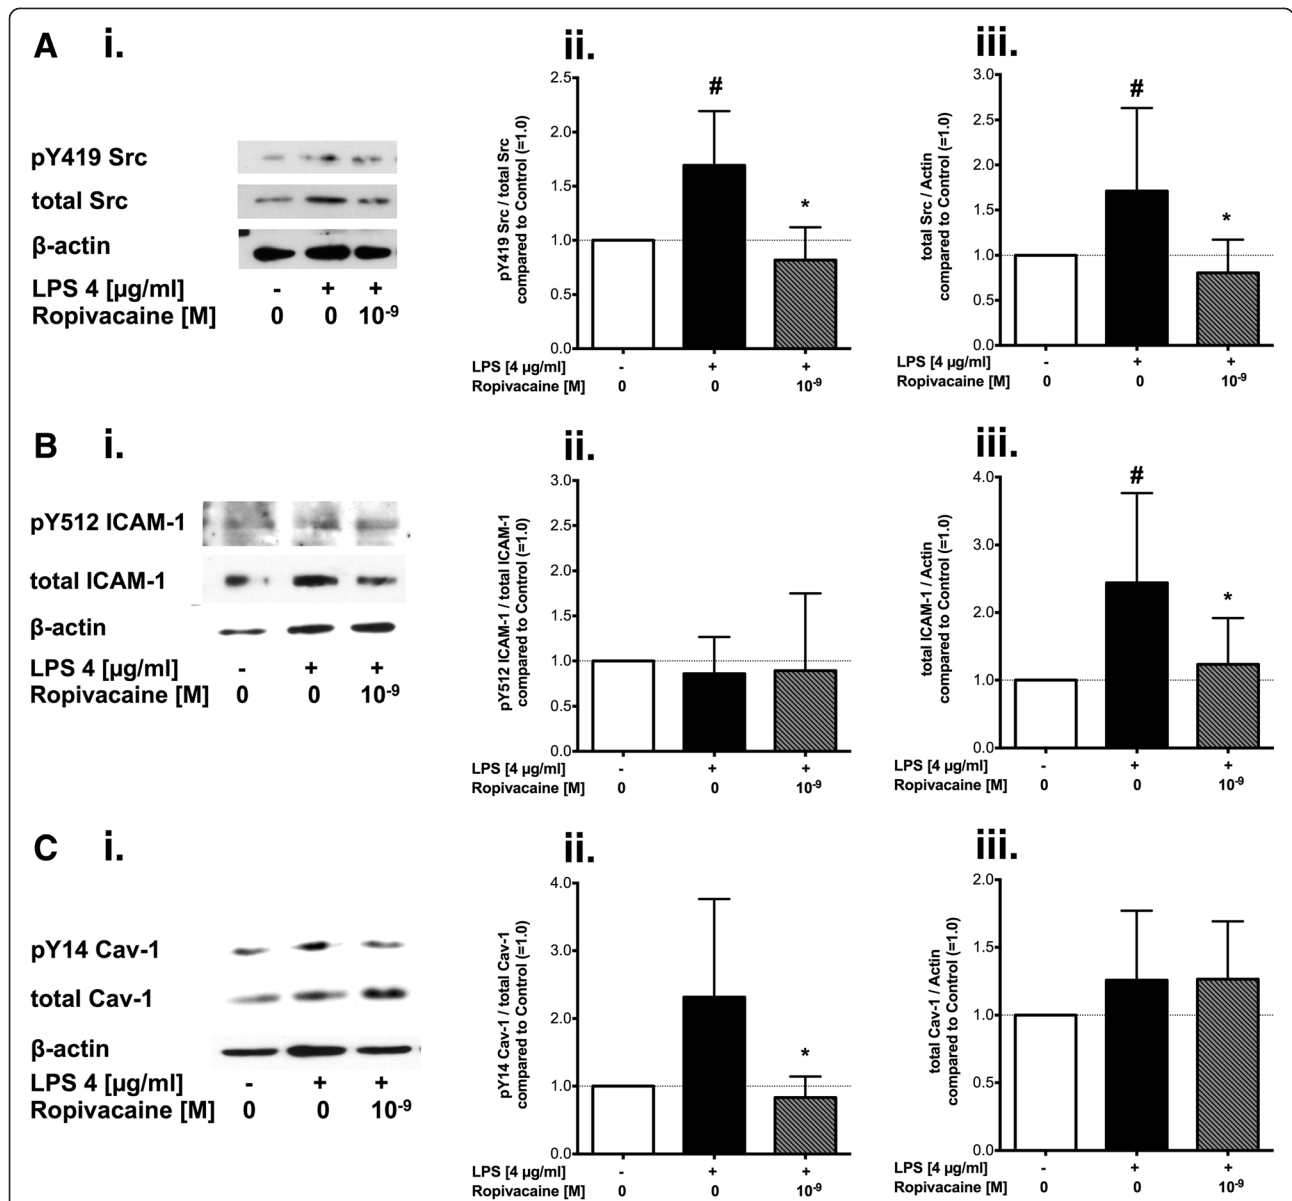 A i.
pY419 Src
total Src
β-actin
LPS 4 [µg/ml] - + +
Ropivacaine [M] 0 0 10-9
ii.
pY419 Src / total Src
compared to Control (=1.0)
2.5
2.0
1.5
1.0
0.5
0.0
#
*
LPS [4 µg/ml] - + +
Ropivacaine [M] 0 0 10-9
iii.
total Src / Actin
compared to Control (=1.0)
3.0
2.5
2.0
1.5
1.0
0.5
0.0
#
*
LPS [4 µg/ml] - + +
Ropivacaine [M] 0 0 10-9
B i.
pY512 ICAM-1
total ICAM-1
β-actin
LPS 4 [µg/ml] - + +
Ropivacaine [M] 0 0 10-9
ii.
pY512 ICAM-1 / total ICAM-1
compared to Control (=1.0)
3.0
2.5
2.0
1.5
1.0
0.5
0.0
LPS [4 µg/ml] - + +
Ropivacaine [M] 0 0 10-9
iii.
total ICAM-1 / Actin
compared to Control (=1.0)
4.0
3.0
2.0
1.0
0.0
#
*
LPS [4 µg/ml] - + +
Ropivacaine [M] 0 0 10-9
C i.
pY14 Cav-1
total Cav-1
β-actin
LPS 4 [µg/ml] - + +
Ropivacaine [M] 0 0 10-9
ii.
pY14 Cav-1 / total Cav-1
compared to Control (=1.0)
4.0
3.0
2.0
1.0
0.0
*
LPS [4 µg/ml] - + +
Ropivacaine [M] 0 0 10-9
iii.
total Cav-1 / Actin
compared to Control (=1.0)
2.0
1.5
1.0
0.5
0.0
LPS [4 µg/ml] - + +
Ropivacaine [M] 0 0 10-9